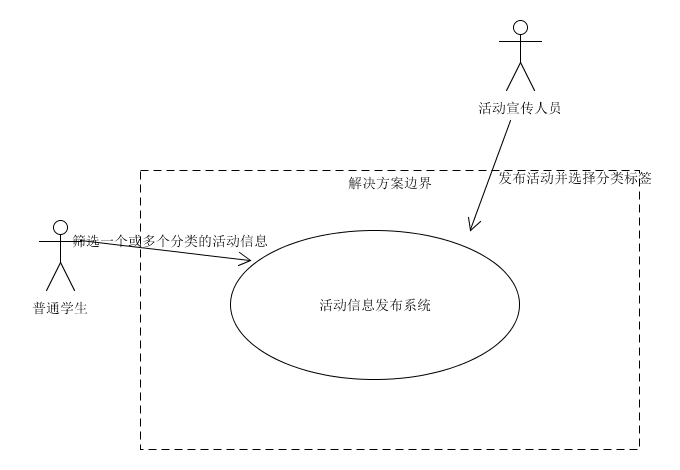 活动宣传人员
发布活动并选择分类标签
解决方案边界
筛选一个或多个分类的活动信息
活动信息发布系统
普通学生